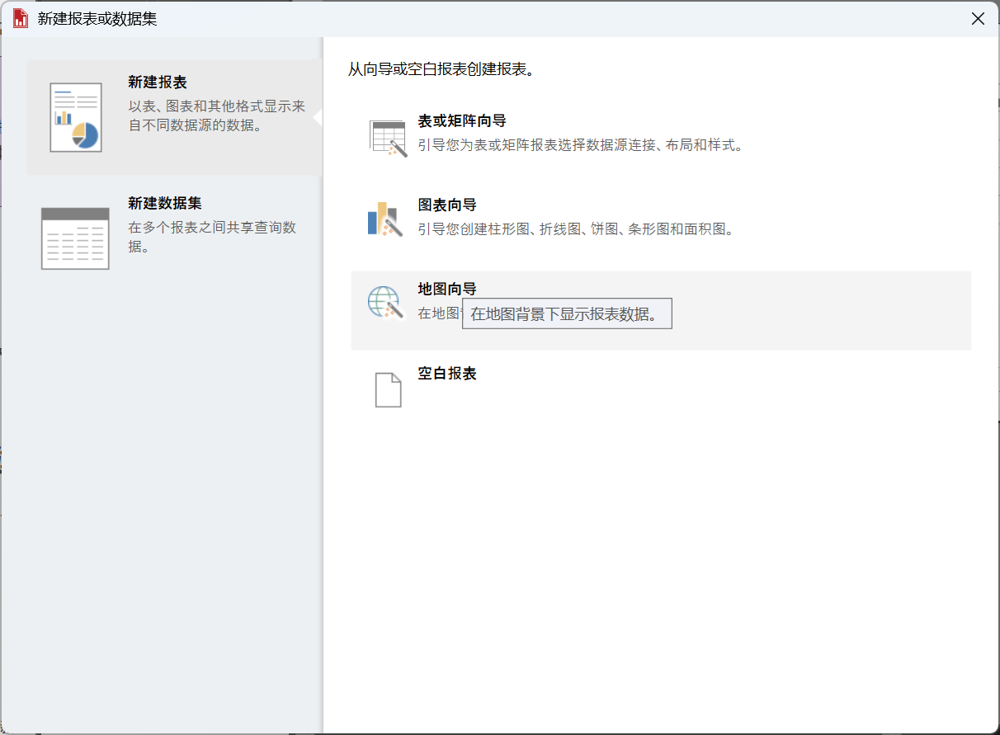 新建报表或数据集
新建报表
以表、图表和其他格式显示来
自不同数据源的数据。
新建数据集
在多个报表之间共享查询数
据。
从向导或空白报表创建报表。
表或矩阵向导
引导您为表或矩阵报表选择数据源连接、布局和样式。
图表向导
引导您创建柱形图、折线图、饼图、条形图和面积图。
地图向导
在地图
在地图背景下显示报表数据。
空白报表